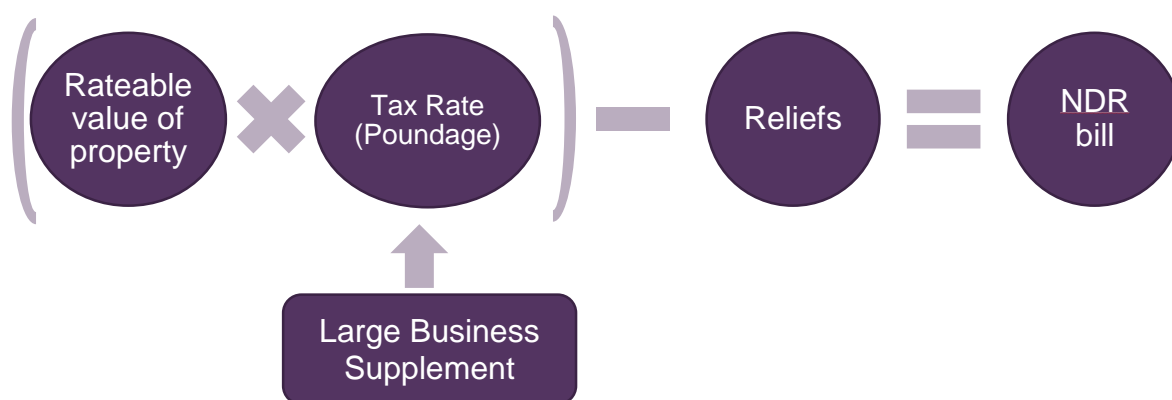 Rateable
value of
property
Tax Rate
(Poundage)
Reliefs
NDR
bill
Large Business
Supplement